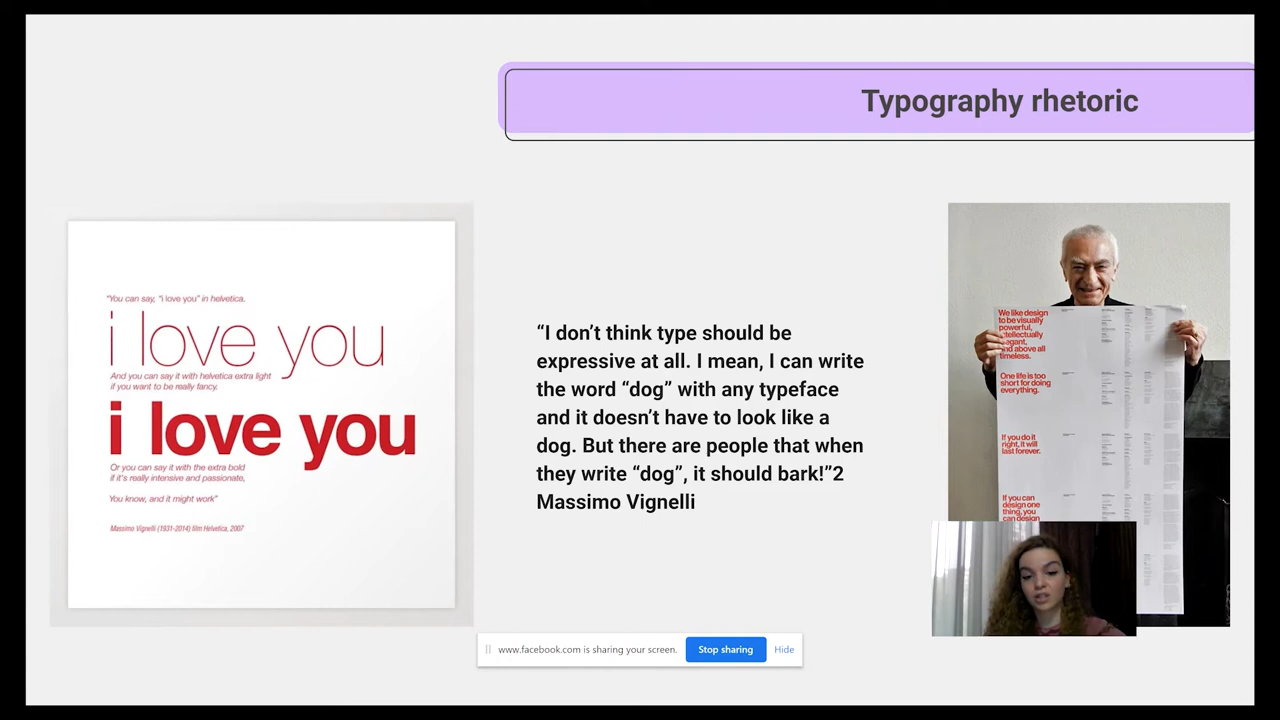 Typography rhetoric
"You can say, "i love you" in helvetica.
i love you
And you can say it with helvetica extra light
if you want to be really fancy.
i love you
Or you can say it with the extra bold
if it's really intensive and passionate,
You know, and it might work"
Massimo Vignelli (1931-2014) film Helvetica, 2007
“I don’t think type should be
expressive at all. I mean, I can write
the word “dog” with any typeface
and it doesn’t have to look like a
dog. But there are people that when
they write “dog”, it should bark!”2
Massimo Vignelli
We like design
to be visually
powerful,
and above all
timeless.
One life is too
short for doing
everything.
If you do it
right, it will
last forever.
If you can
design one
thing, you
can design
www.facebook.com is sharing your screen.
Stop sharing
Hide